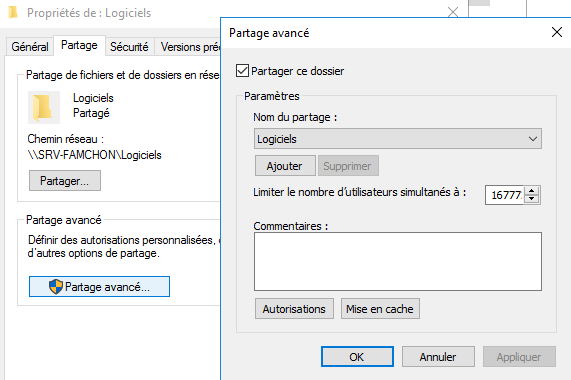 Propriétés de : Logiciels
Général
Partage
Sécurité
Versions pré
Partage de fichiers et de dossiers en rése
Logiciels
Partagé
Chemin réseau :
\\SRV-FAMCHON\Logiciels
Partager...
Partage avancé
Définir des autorisations personnalisées,
d'autres options de partage.
Partage avancé...
Partage avancé
Partager ce dossier
Paramètres
Nom du partage :
Logiciels
Ajouter
Supprimer
Limiter le nombre d'utilisateurs simultanés à :
16777
Commentaires :
Autorisations
Mise en cache
OK
Annuler
Appliquer